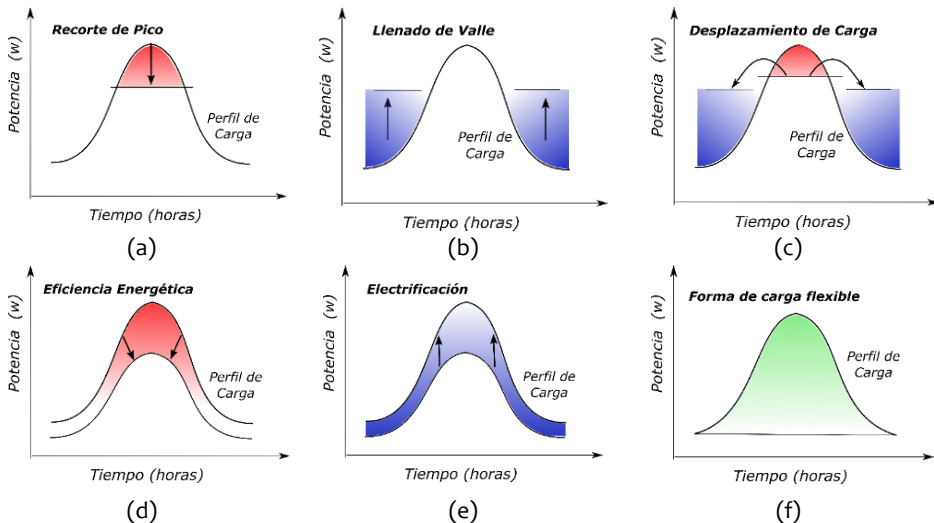 Recorte de Pico
Potencia (w)
Perfil de
Carga
Tiempo (horas)
(a)
Llenado de Valle
Potencia (w)
Perfil de
Carga
Tiempo (horas)
(b)
Desplazamiento de Carga
Potencia (w)
Perfil de
Carga
Tiempo (horas)
(c)
Eficiencia Energética
Potencia (w)
Perfil de
Carga
Tiempo (horas)
(d)
Electrificación
Potencia (w)
Perfil de
Carga
Tiempo (horas)
(e)
Forma de carga flexible
Potencia (w)
Perfil de
Carga
Tiempo (horas)
(f)